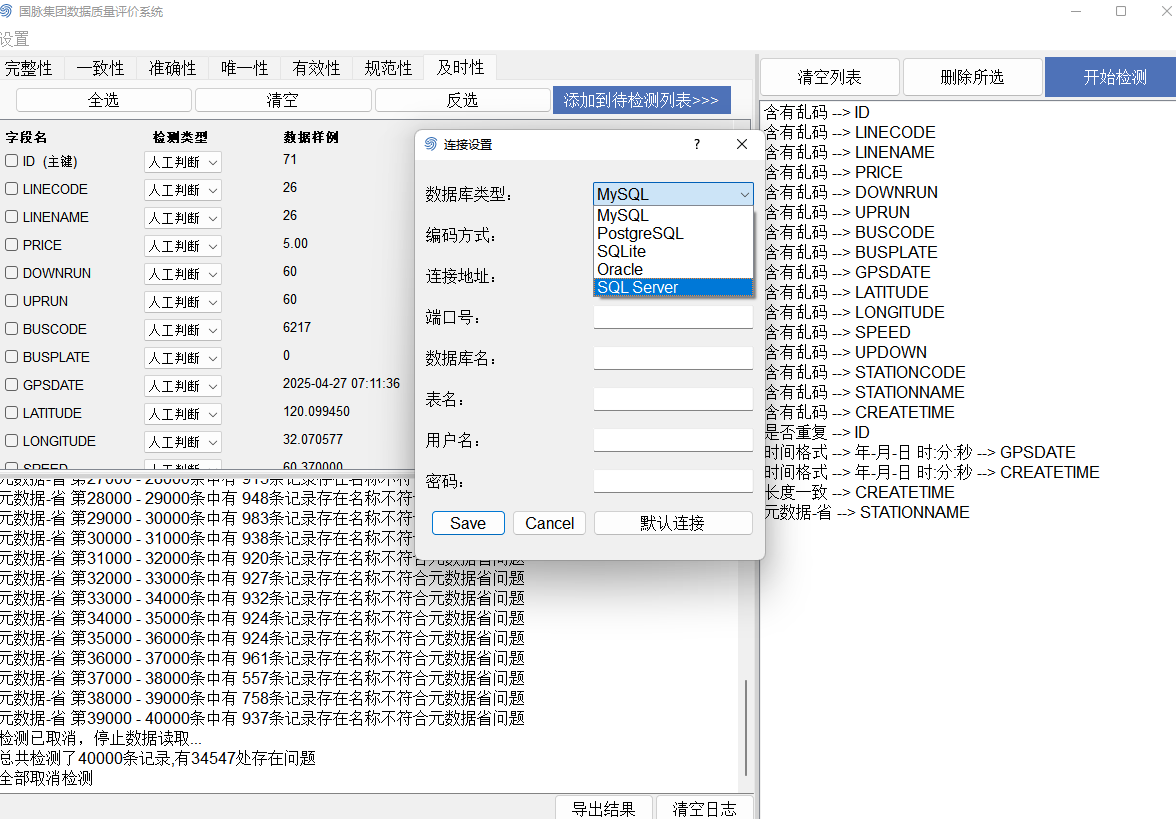 国脉集团数据质量评价系统
设置
完整性 一致性 准确性 唯一性 有效性 规范性 及时性
全选 清空 反选 添加到待检测列表>>>
字段名 检测类型 数据样例
ID（主键） 人工判断 71
LINECODE 人工判断 26
LINENAME 人工判断 26
PRICE 人工判断 5.00
DOWNRUN 人工判断 60
UPRUN 人工判断 60
BUSCODE 人工判断 6217
BUSPLATE 人工判断 0
GPSDATE 人工判断 2025-04-27 07:11:36
LATITUDE 人工判断 120.099450
LONGITUDE 人工判断 32.070577
SPEED 人工判断 60.370000
元数据-省 第27000 - 28000条中有 915条记录存在名称不
元数据-省 第28000 - 29000条中有 948条记录存在名称不符
元数据-省 第29000 - 30000条中有 983条记录存在名称不符
元数据-省 第30000 - 31000条中有 938条记录存在名称不符
元数据-省 第31000 - 32000条中有 920条记录存在名称不符合元数据省问题
元数据-省 第32000 - 33000条中有 927条记录存在名称不符合元数据省问题
元数据-省 第33000 - 34000条中有 932条记录存在名称不符合元数据省问题
元数据-省 第34000 - 35000条中有 924条记录存在名称不符合元数据省问题
元数据-省 第35000 - 36000条中有 924条记录存在名称不符合元数据省问题
元数据-省 第36000 - 37000条中有 961条记录存在名称不符合元数据省问题
元数据-省 第37000 - 38000条中有 557条记录存在名称不符合元数据省问题
元数据-省 第38000 - 39000条中有 758条记录存在名称不符合元数据省问题
元数据-省 第39000 - 40000条中有 937条记录存在名称不符合元数据省问题
检测已取消，停止数据读取...
总共检测了40000条记录,有34547处存在问题
全部取消检测
导出结果 清空日志
连接设置 ?
数据库类型： MySQL
MySQL
PostgreSQL
SQLite
Oracle
SQL Server
编码方式：
连接地址：
端口号：
数据库名：
表名：
用户名：
密码：
Save Cancel 默认连接
清空列表 删除所选 开始检测
含有乱码 --> ID
含有乱码 --> LINECODE
含有乱码 --> LINENAME
含有乱码 --> PRICE
含有乱码 --> DOWNRUN
含有乱码 --> UPRUN
含有乱码 --> BUSCODE
含有乱码 --> BUSPLATE
含有乱码 --> GPSDATE
含有乱码 --> LATITUDE
含有乱码 --> LONGITUDE
含有乱码 --> SPEED
含有乱码 --> UPDOWN
含有乱码 --> STATIONCODE
含有乱码 --> STATIONNAME
含有乱码 --> CREATETIME
是否重复 --> ID
时间格式 --> 年-月-日 时:分:秒 --> GPSDATE
时间格式 --> 年-月-日 时:分:秒 --> CREATETIME
长度一致 --> CREATETIME
元数据-省 --> STATIONNAME